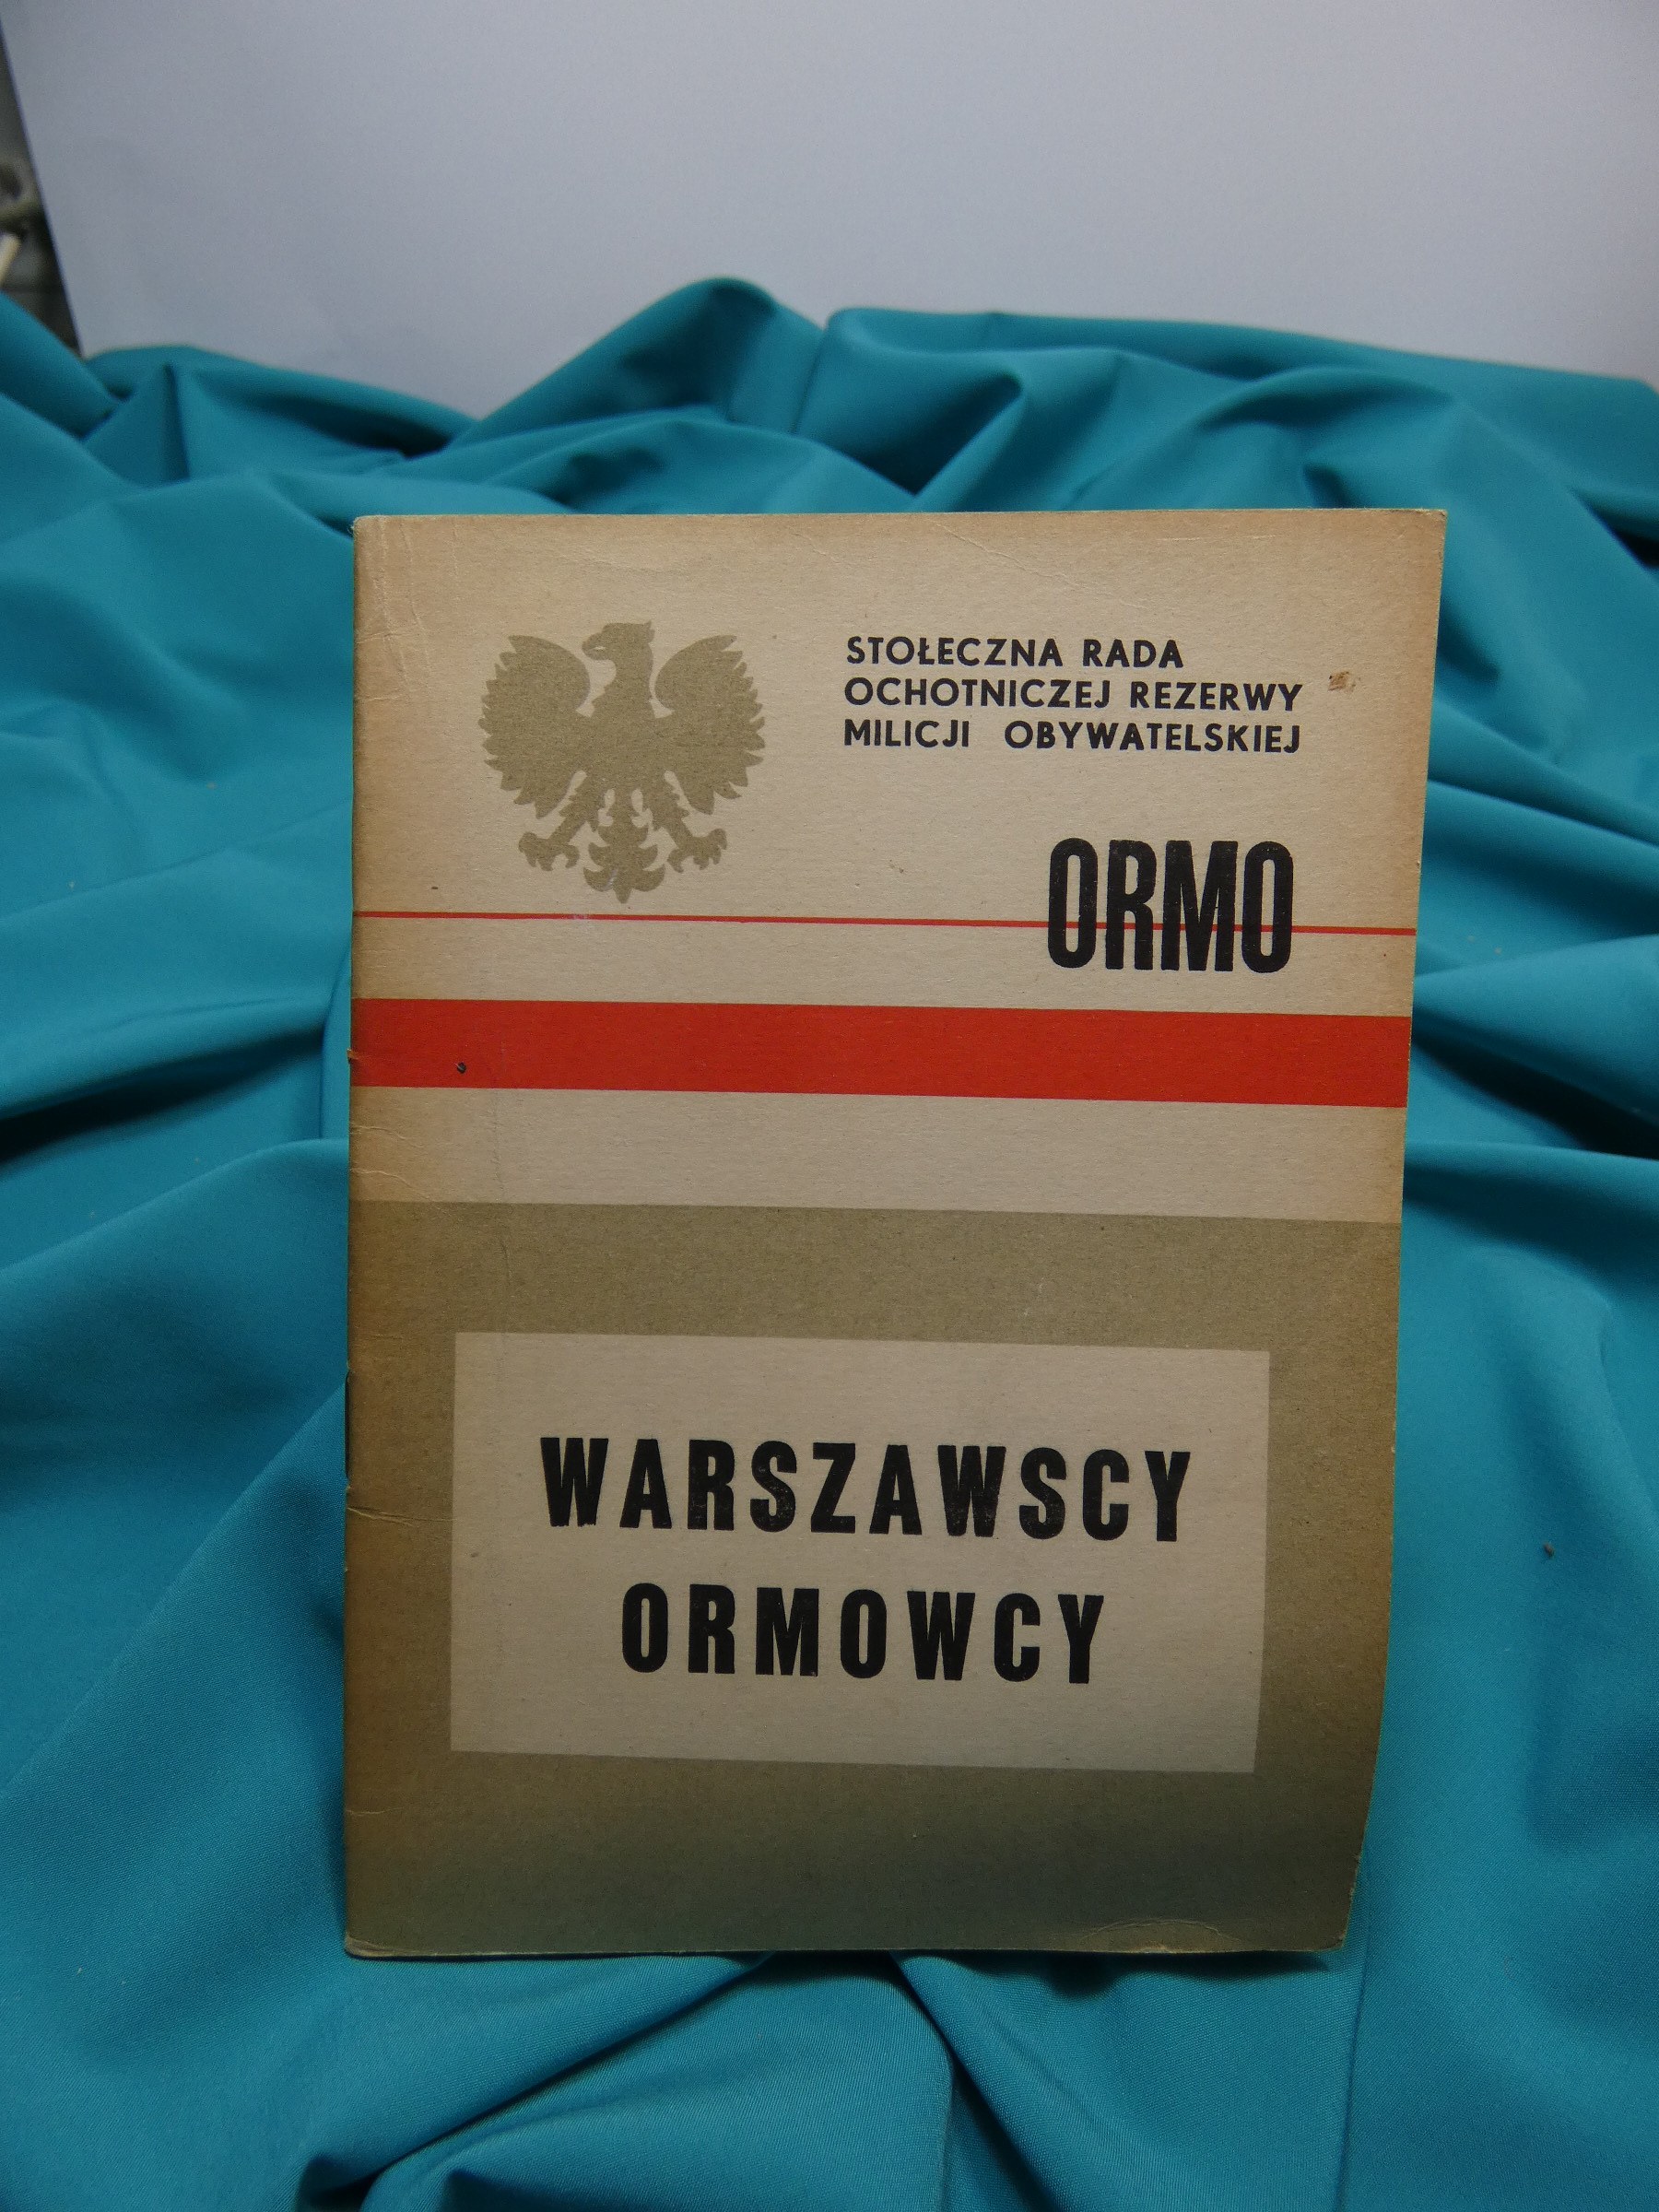 STOŁECZNA RADA
OCHOTNICZEJ REZERWY
MILICJI OBYWATELSKIEJ
ORMO
WARSZAWSCY
ORMOWCY